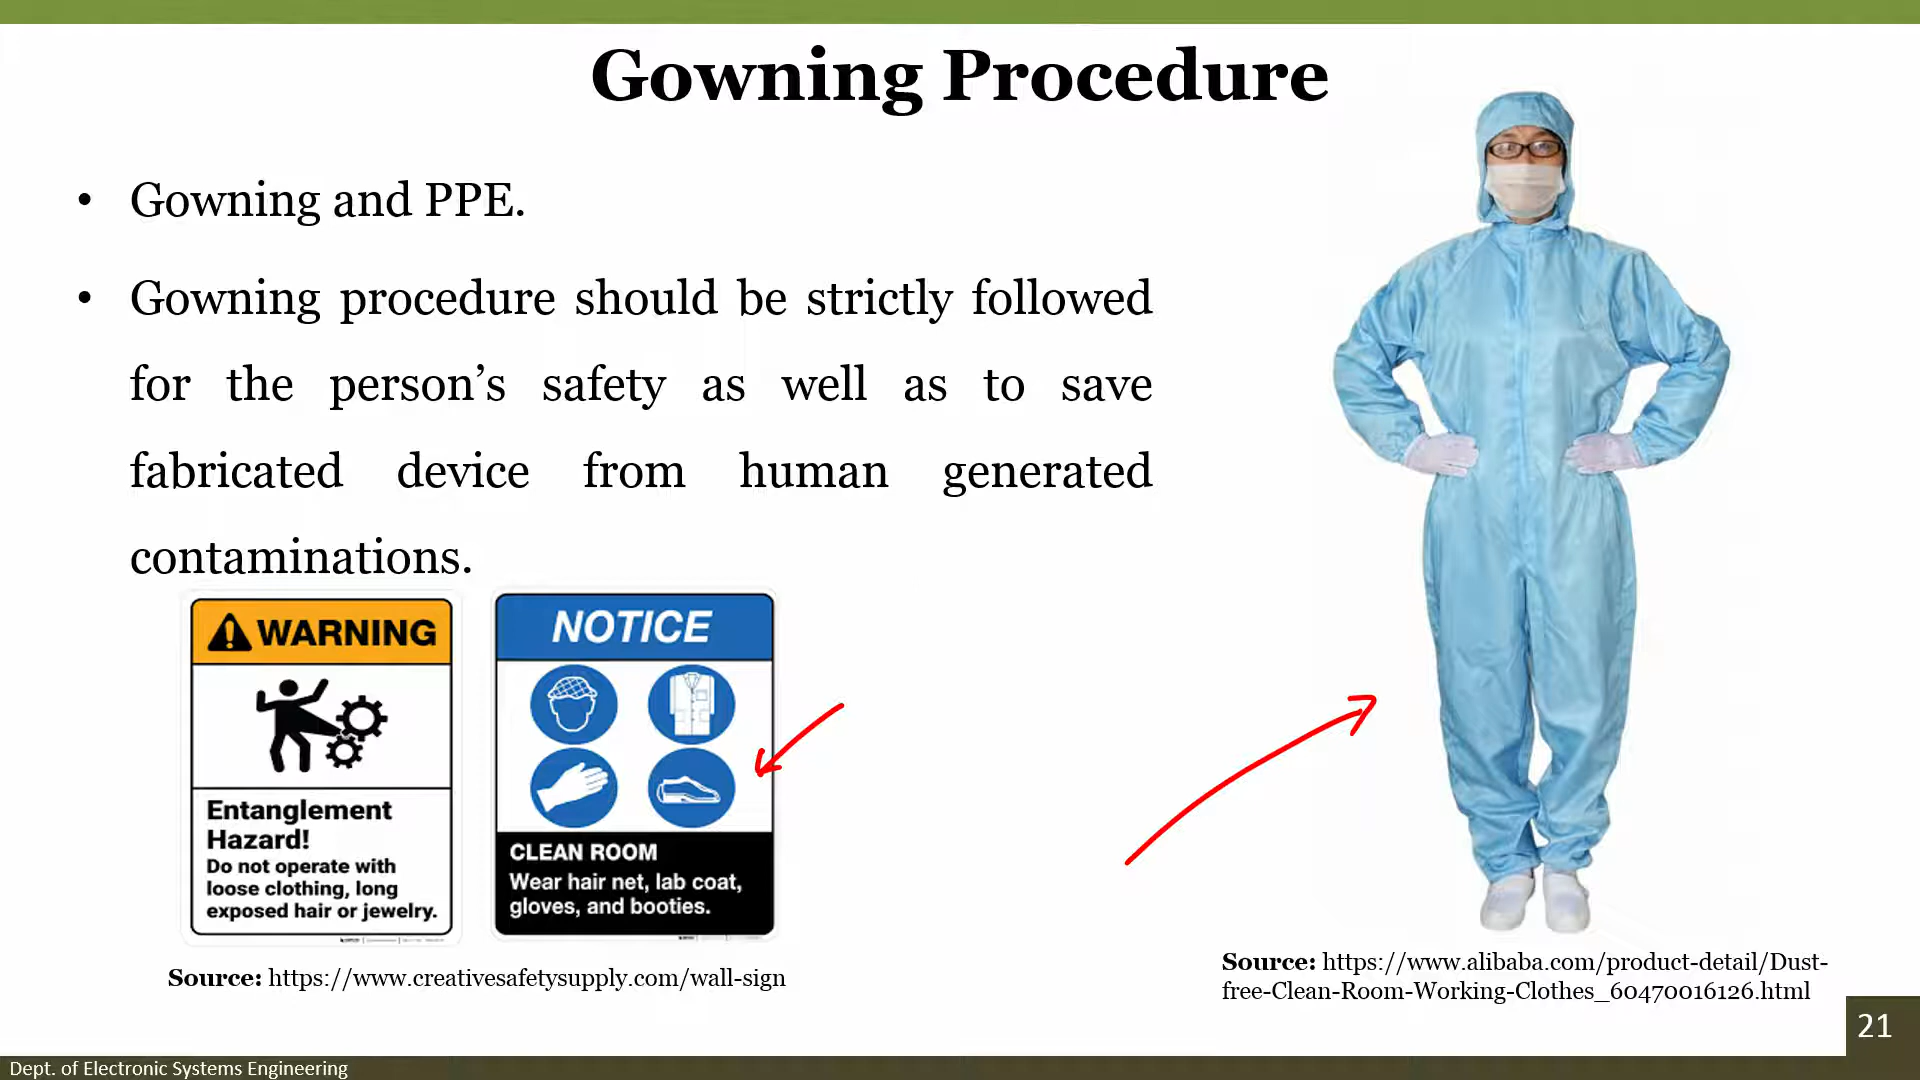 Gowning Procedure
• Gowning and PPE.
• Gowning procedure should be strictly followed
for the person's safety as well as to save
fabricated device from human generated
contaminations.
WARNING
Entanglement
Hazard!
Do not operate with
loose clothing, long
exposed hair or jewelry.
NOTICE
CLEAN ROOM
Wear hair net, lab coat,
gloves, and booties.
Source: https://www.creativesafetysupply.com/wall-sign
Source: https://www.alibaba.com/product-detail/Dust-
free-Clean-Room-Working-Clothes_60470016126.html
21
Dept. of Electronic Systems Engineering